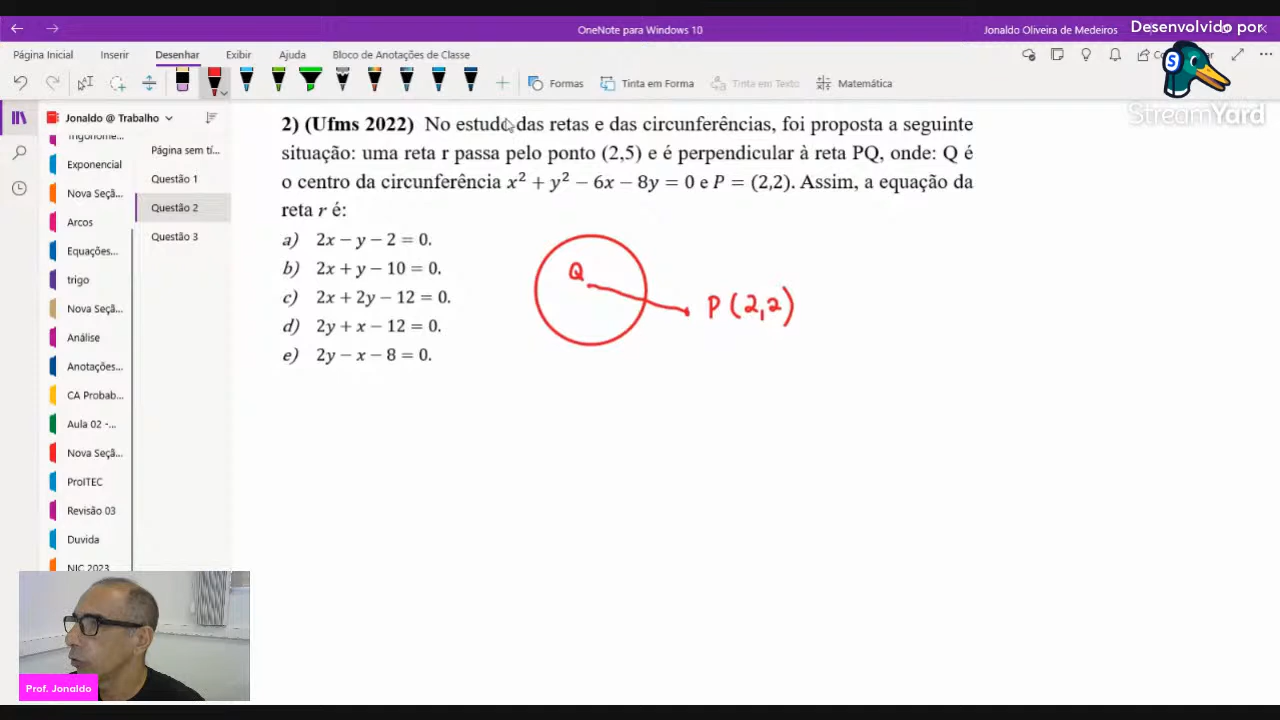 OneNote para Windows 10
Jonaldo Oliveira de Medeiros
Desenvolvido por
StreamYard
Página Inicial
Inserir
Desenhar
Exibir
Ajuda
Bloco de Anotações de Classe
Formas
Tinta em Forma
Tinta em Texto
Matemática
Jonaldo @ Trabalho
Exponencial
Nova Seçã...
Arcos
Equações...
trigo
Nova Seçã...
Análise
Anotações...
CA Probab...
Aula 02 -...
Nova Seçã...
ProITEC
Revisão 03
Duvida
NIC 2023
Página sem tí...
Questão 1
Questão 2
Questão 3
2) (Ufms 2022) No estudo das retas e das circunferências, foi proposta a seguinte
situação: uma reta r passa pelo ponto (2,5) e é perpendicular à reta PQ, onde: Q é
o centro da circunferência x² + y² − 6x − 8y = 0 e P = (2,2). Assim, a equação da
reta r é:
a) 2x − y − 2 = 0.
b) 2x + y − 10 = 0.
c) 2x + 2y − 12 = 0.
d) 2y + x − 12 = 0.
e) 2y − x − 8 = 0.
Q
P (2,2)
Prof. Jonaldo